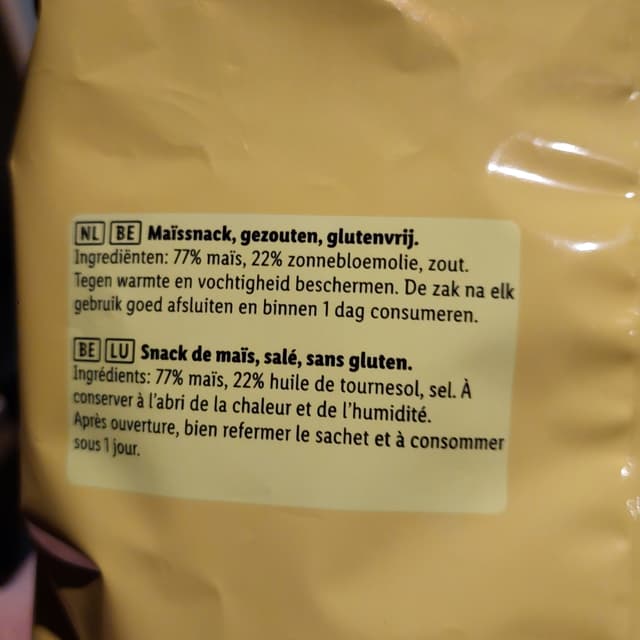 NL BE Maïssnack, gezouten, glutenvrij.
Ingrediënten: 77% maïs, 22% zonnebloemolie, zout.
Tegen warmte en vochtigheid beschermen. De zak na elk
gebruik goed afsluiten en binnen 1 dag consumeren.
BE LU Snack de maïs, salé, sans gluten.
Ingrédients: 77% maïs, 22% huile de tournesol, sel. À
conserver à l'abri de la chaleur et de l'humidité.
Après ouverture, bien refermer le sachet et à consommer
sous 1 jour.